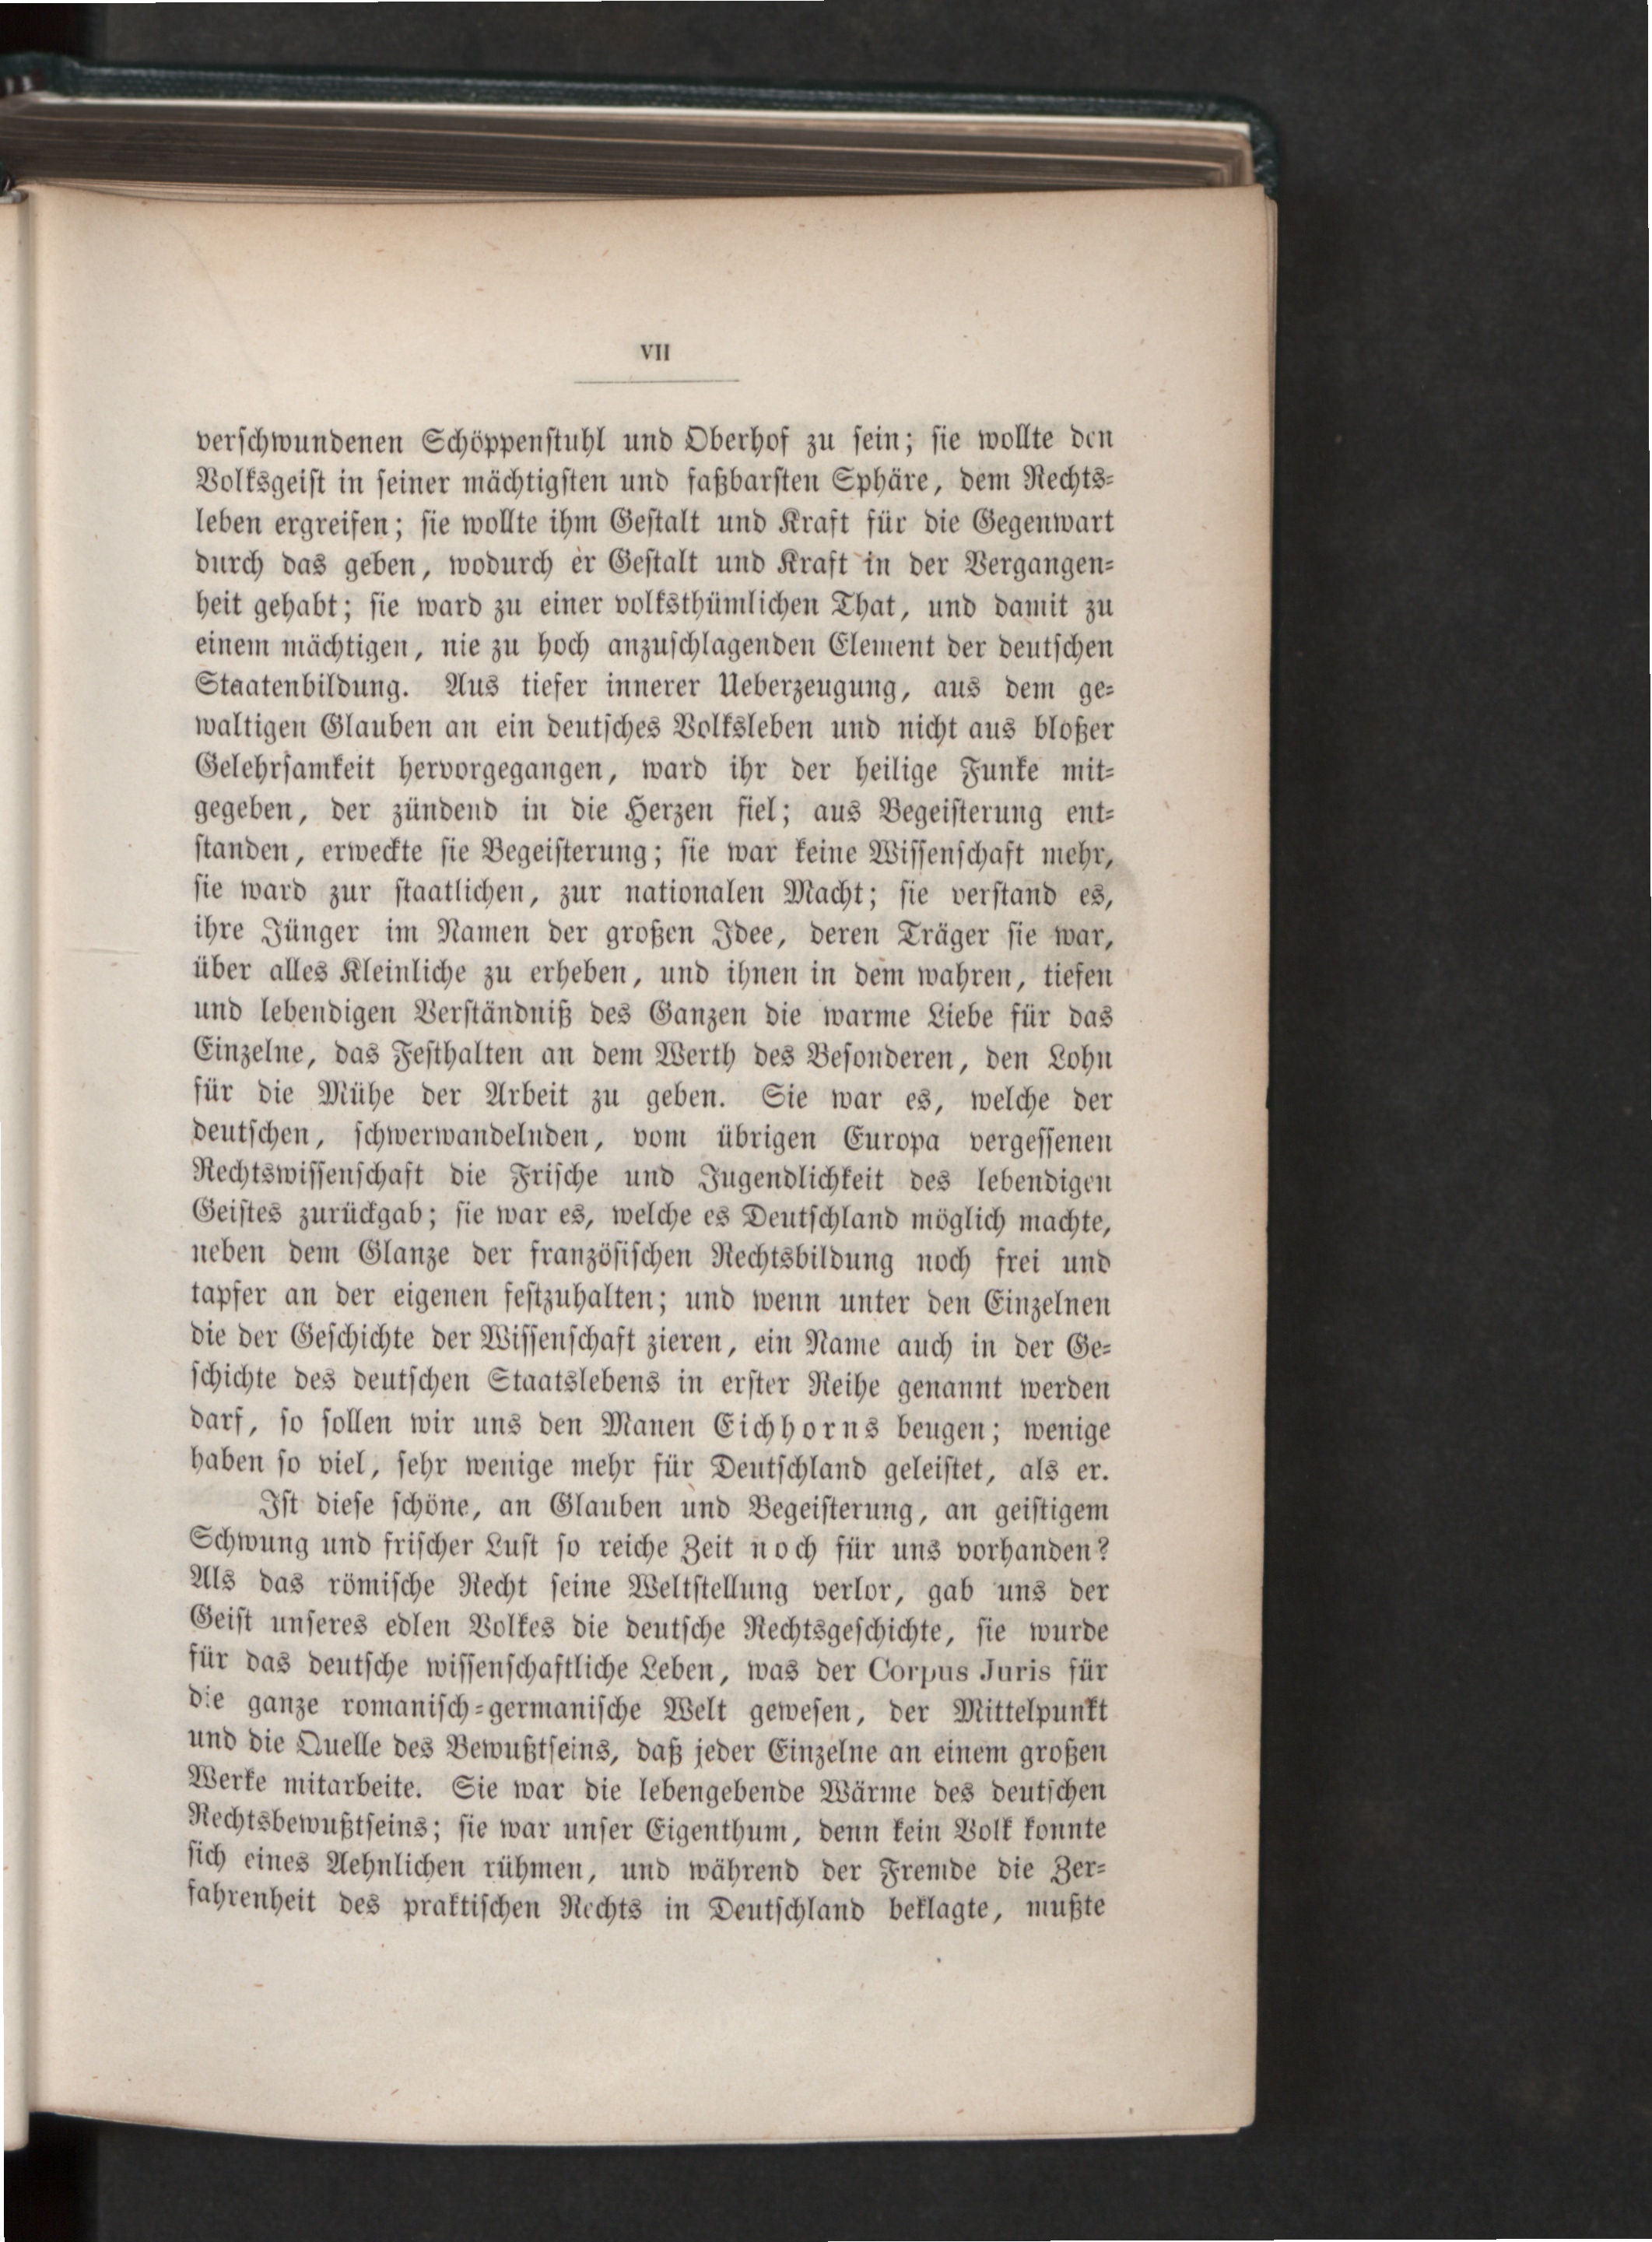 VII
verschwundenen Schöppenstuhl und Oberhof zu sein; sie wollte den
Volksgeist in seiner mächtigsten und faßbarsten Sphäre, dem Rechts-
leben ergreifen; sie wollte ihm Gestalt und Kraft für die Gegenwart
durch das geben, wodurch er Gestalt und Kraft in der Vergangen-
heit gehabt; sie ward zu einer volksthümlichen That, und damit zu
einem mächtigen, nie zu hoch anzuschlagenden Element der deutschen
Staatenbildung. Aus tiefer innerer Ueberzeugung, aus dem ge-
waltigen Glauben an ein deutsches Volksleben und nicht aus bloßer
Gelehrsamkeit hervorgegangen, ward ihr der heilige Funke mit-
gegeben, der zündend in die Herzen fiel; aus Begeisterung ent-
standen, erweckte sie Begeisterung; sie war keine Wissenschaft mehr,
sie ward zur staatlichen, zur nationalen Macht; sie verstand es,
ihre Jünger im Namen der großen Idee, deren Träger sie war,
über alles Kleinliche zu erheben, und ihnen in dem wahren, tiefen
und lebendigen Verständniß des Ganzen die warme Liebe für das
Einzelne, das Festhalten an dem Werth des Besonderen, den Lohn
für die Mühe der Arbeit zu geben. Sie war es, welche der
deutschen, schwerwandelnden, vom übrigen Europa vergessenen
Rechtswissenschaft die Frische und Jugendlichkeit des lebendigen
Geistes zurückgab; sie war es, welche es Deutschland möglich machte,
neben dem Glanze der französischen Rechtsbildung noch frei und
tapfer an der eigenen festzuhalten; und wenn unter den Einzelnen
die der Geschichte der Wissenschaft zieren, ein Name auch in der Ge-
schichte des deutschen Staatslebens in erster Reihe genannt werden
darf, so sollen wir uns den Manen Eichhorns beugen; wenige
haben so viel, sehr wenige mehr für Deutschland geleistet, als er.
Ist diese schöne, an Glauben und Begeisterung, an geistigem
Schwung und frischer Lust so reiche Zeit noch für uns vorhanden?
Als das römische Recht seine Weltstellung verlor, gab uns der
Geist unseres edlen Volkes die deutsche Rechtsgeschichte, sie wurde
für das deutsche wissenschaftliche Leben, was der Corpus Juris für
die ganze romanisch-germanische Welt gewesen, der Mittelpunkt
und die Quelle des Bewußtseins, daß jeder Einzelne an einem großen
Werke mitarbeite. Sie war die lebengebende Wärme des deutschen
Rechtsbewußtseins; sie war unser Eigenthum, denn kein Volk konnte
sich eines Aehnlichen rühmen, und während der Fremde die Zer-
fahrenheit des praktischen Rechts in Deutschland beklagte, mußte